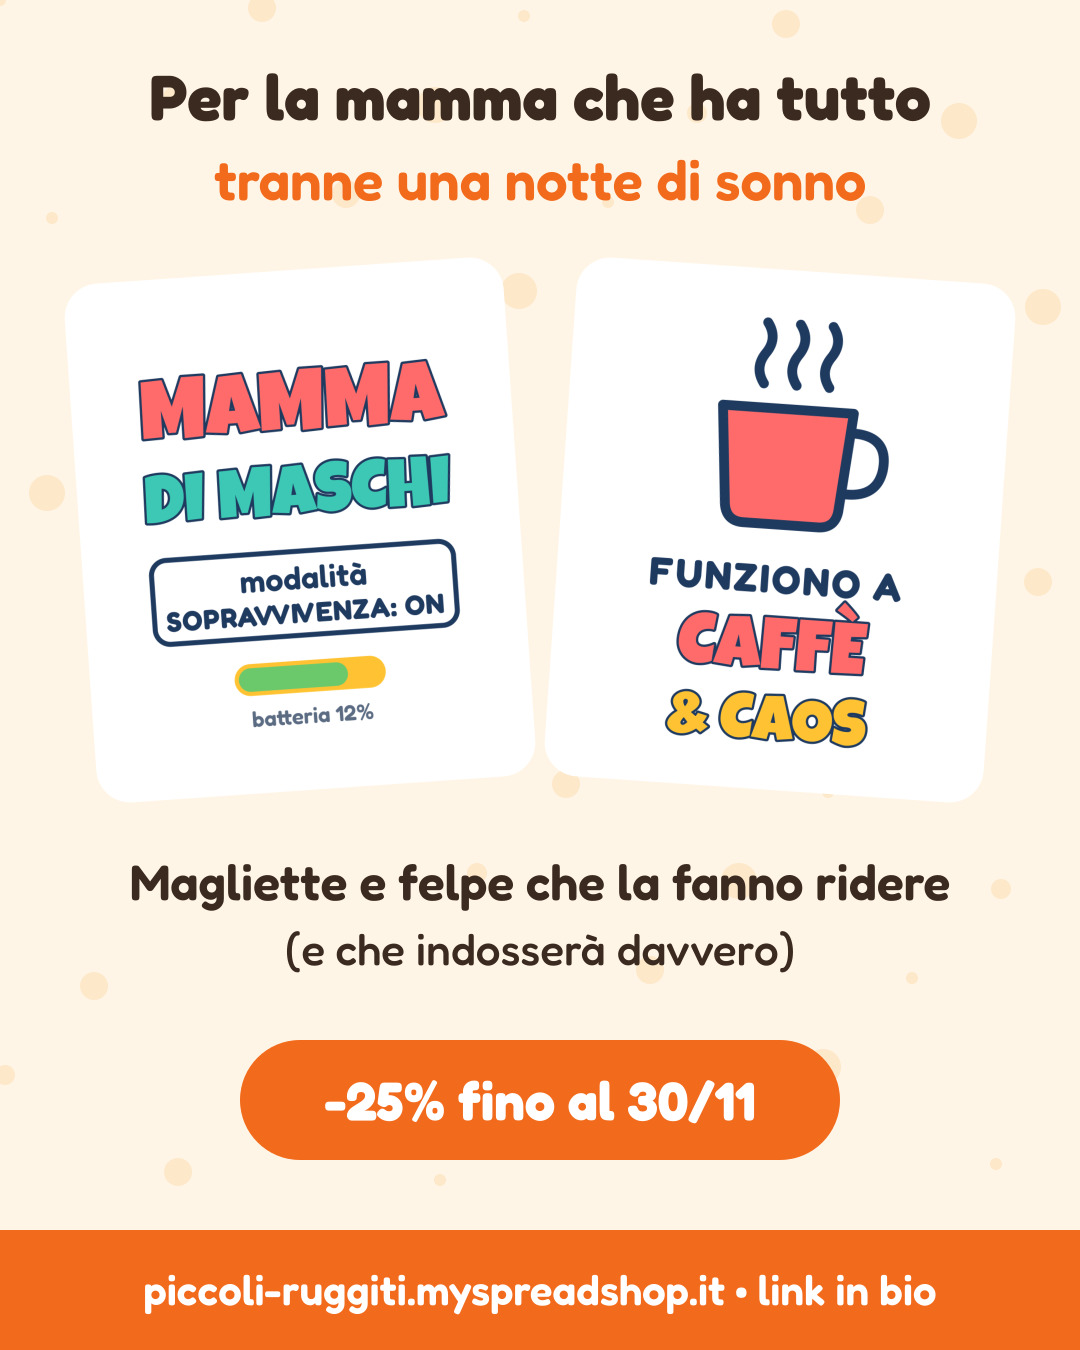 Per la mamma che ha tutto
tranne una notte di sonno
MAMMA
DI MASCHI
modalità
SOPRAVVIVENZA: ON
batteria 12%
FUNZIONO A
CAFFÈ
& CAOS
Magliette e felpe che la fanno ridere
(e che indosserà davvero)
-25% fino al 30/11
piccoli-ruggiti.myspreadshop.it • link in bio